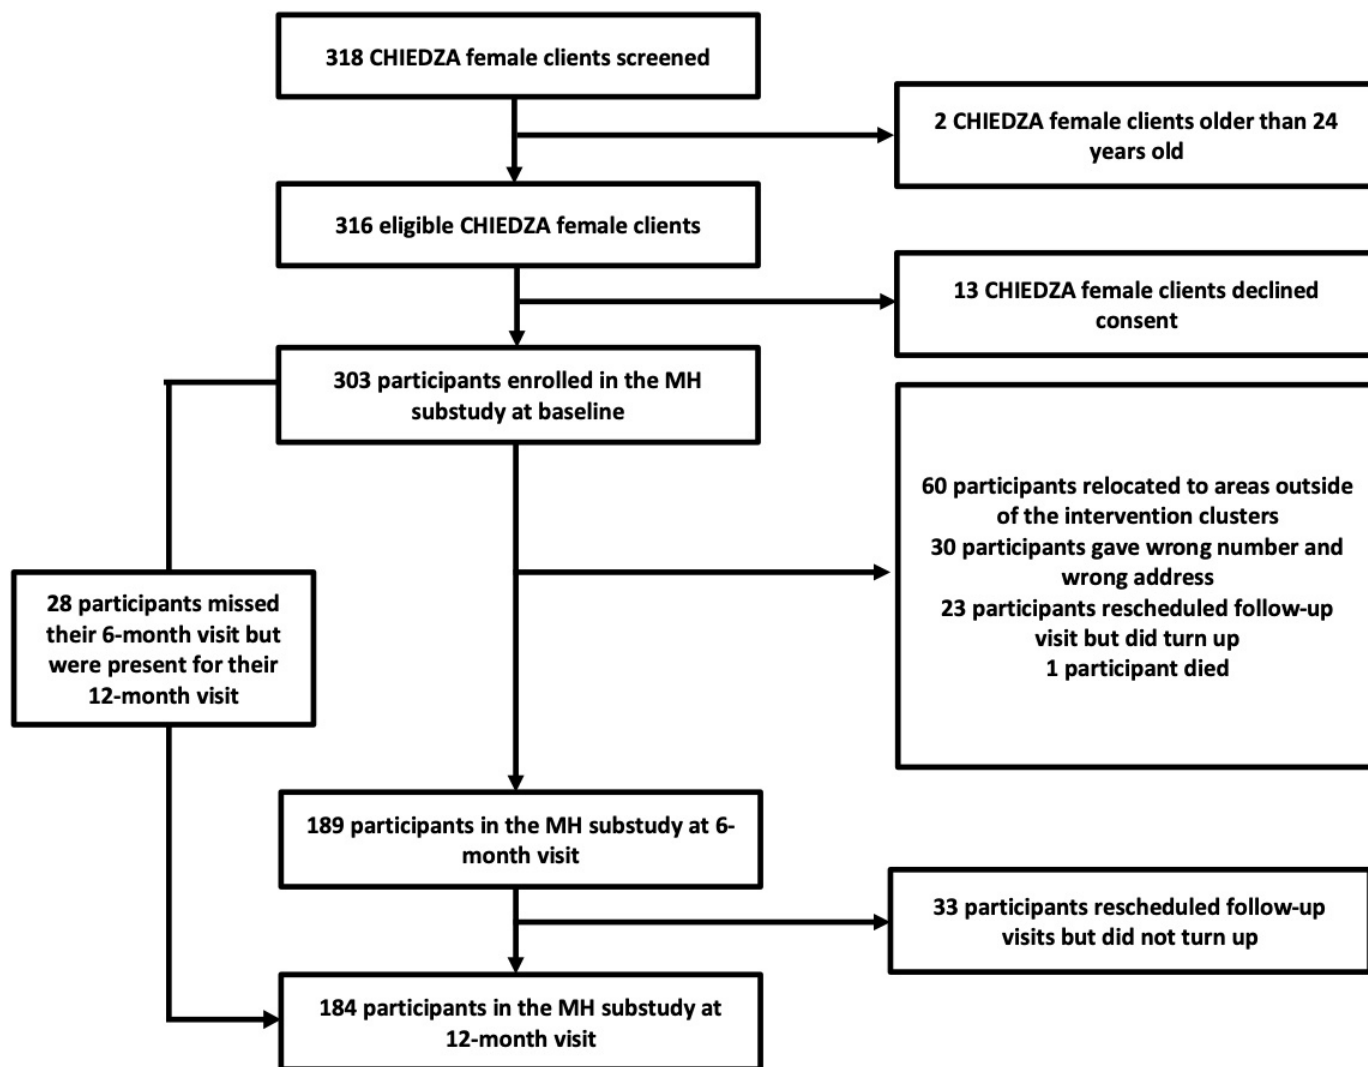 318 CHIEDZA female clients screened
2 CHIEDZA female clients older than 24
years old
316 eligible CHIEDZA female clients
13 CHIEDZA female clients declined
consent
303 participants enrolled in the MH
substudy at baseline
60 participants relocated to areas outside
of the intervention clusters
30 participants gave wrong number and
wrong address
23 participants rescheduled follow-up
visit but did turn up
1 participant died
28 participants missed
their 6-month visit but
were present for their
12-month visit
189 participants in the MH substudy at 6-
month visit
33 participants rescheduled follow-up
visits but did not turn up
184 participants in the MH substudy at
12-month visit